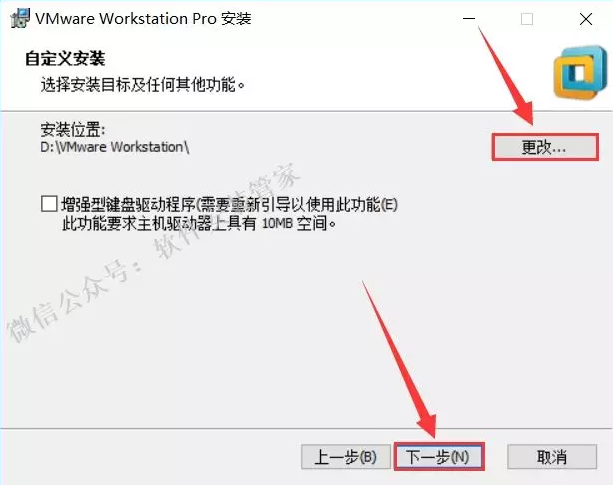 VMware Workstation Pro 安装
自定义安装
选择安装目标及任何其他功能。
安装位置:
D:\VMware Workstation\
更改...
增强型键盘驱动程序(需要重新引导以使用此功能(E)
此功能要求主机驱动器上具有 10MB 空间。
微信公众号：软件安装管家
上一步(B)
下一步(N)
取消